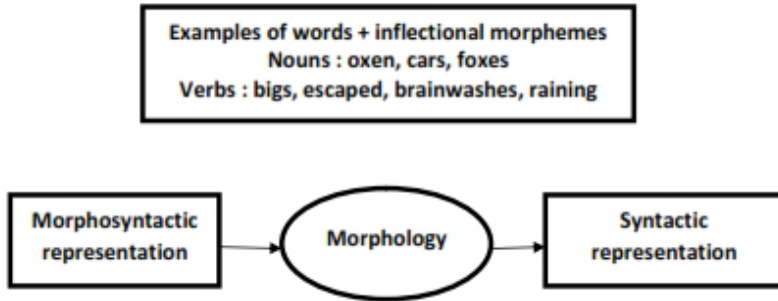 Examples of words + inflectional morphemes
Nouns : oxen, cars, foxes
Verbs : bigs, escaped, brainwashes, raining
Morphosyntactic
representation
Morphology
Syntactic
representation